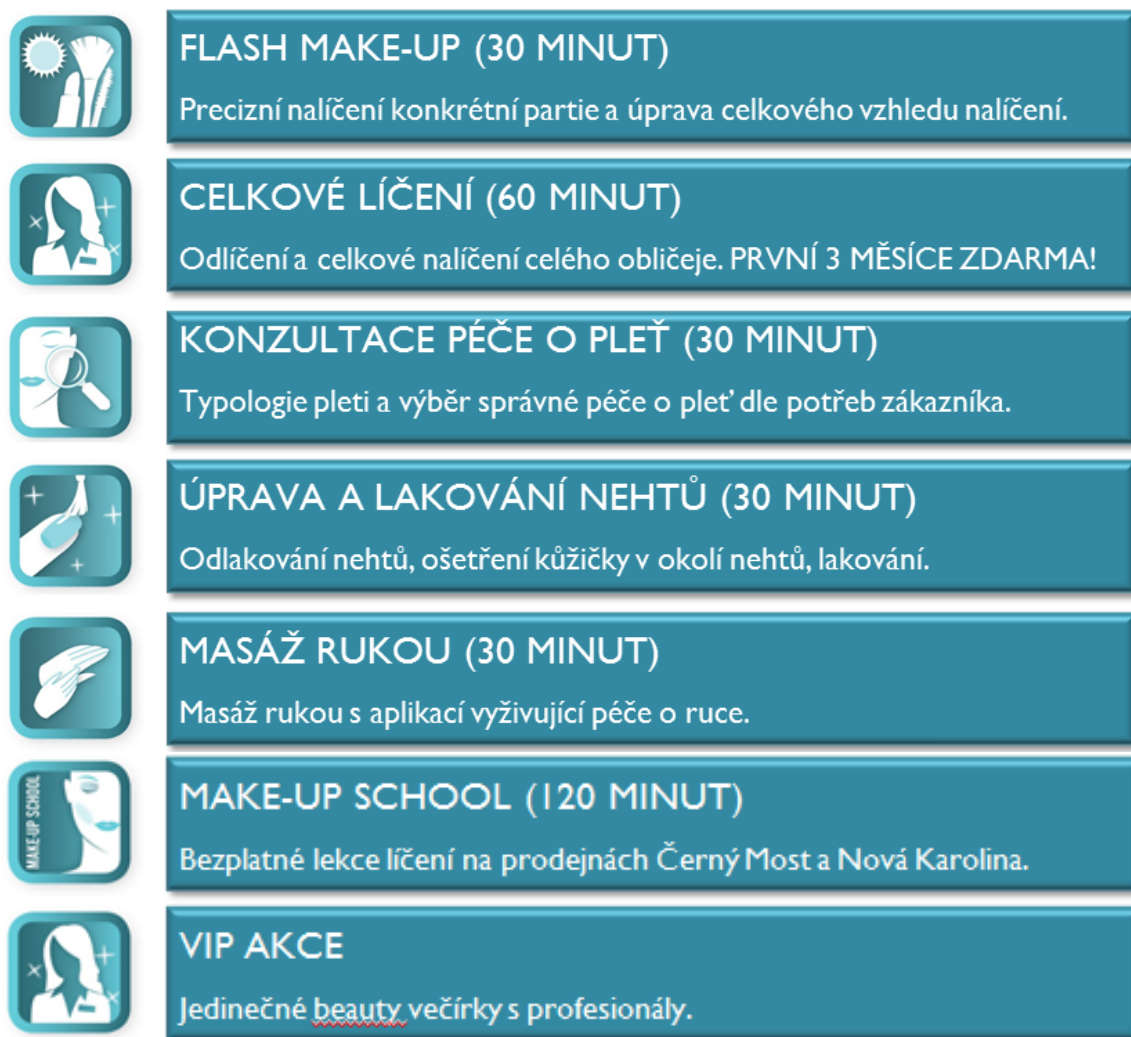 FLASH MAKE-UP (30 MINUT)
Precizní nalíčení konkrétní partie a úprava celkového vzhledu nalíčení.
CELKOVÉ LÍČENÍ (60 MINUT)
Odlíčení a celkové nalíčení celého obličeje. PRVNÍ 3 MĚSÍCE ZDARMA!
KONZULTACE PÉČE O PLEŤ (30 MINUT)
Typologie pleti a výběr správné péče o pleť dle potřeb zákazníka.
ÚPRAVA A LAKOVÁNÍ NEHTŮ (30 MINUT)
Odlakování nehtů, ošetření kůžičky v okolí nehtů, lakování.
MASÁŽ RUKOU (30 MINUT)
Masáž rukou s aplikací vyživující péče o ruce.
MAKE-UP SCHOOL
MAKE-UP SCHOOL (120 MINUT)
Bezplatné lekce líčení na prodejnách Černý Most a Nová Karolina.
VIP AKCE
Jedinečné beauty večírky s profesionály.